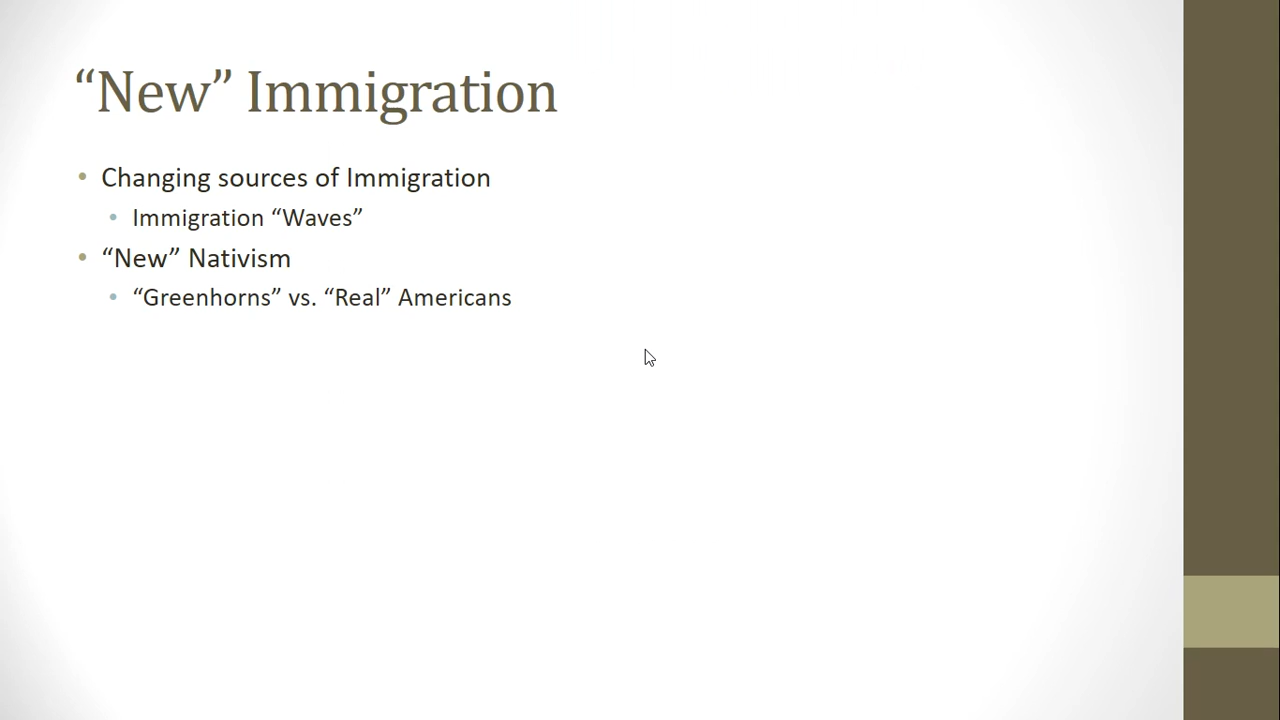 “New” Immigration
• Changing sources of Immigration
• Immigration “Waves”
• “New” Nativism
• “Greenhorns” vs. “Real” Americans